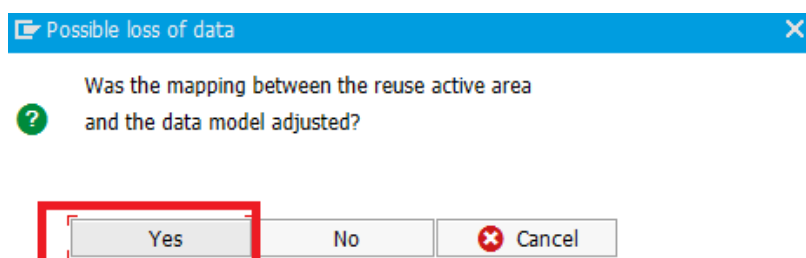 Possible loss of data
Was the mapping between the reuse active area
and the data model adjusted?
Yes No Cancel